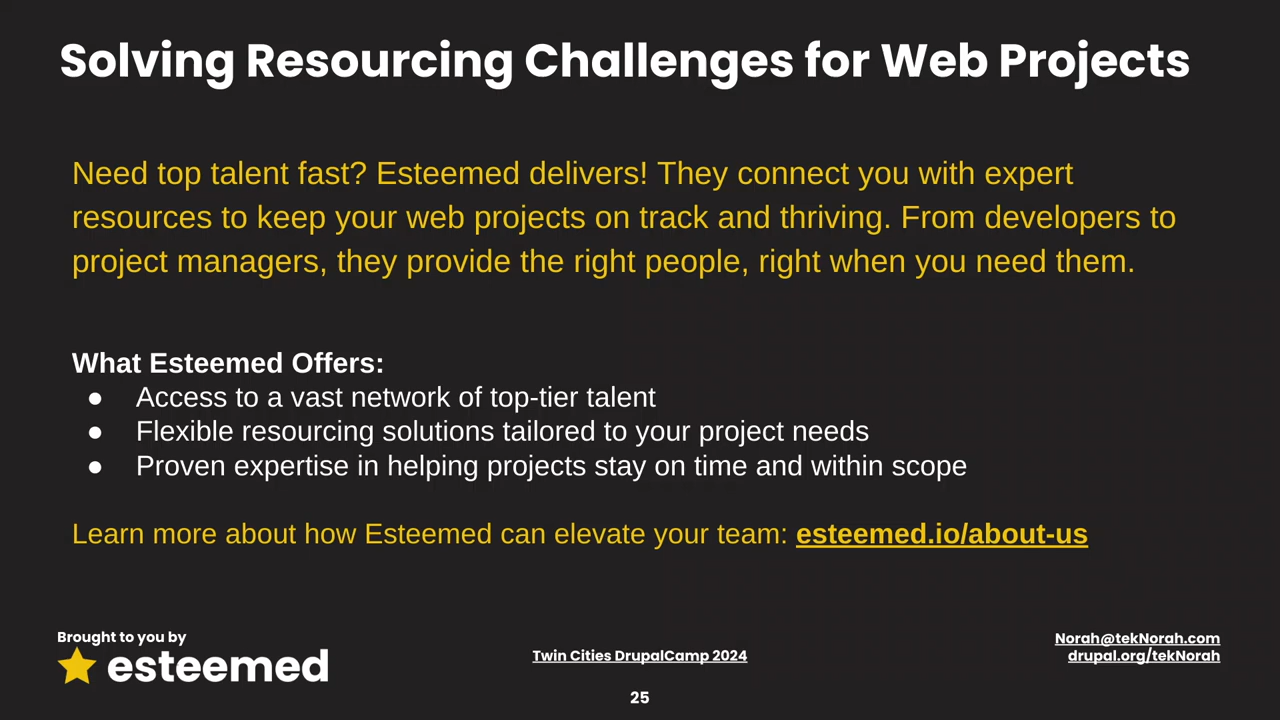 Solving Resourcing Challenges for Web Projects
Need top talent fast? Esteemed delivers! They connect you with expert
resources to keep your web projects on track and thriving. From developers to
project managers, they provide the right people, right when you need them.
What Esteemed Offers:
● Access to a vast network of top-tier talent
● Flexible resourcing solutions tailored to your project needs
● Proven expertise in helping projects stay on time and within scope
Learn more about how Esteemed can elevate your team: esteemed.io/about-us
Brought to you by
esteemed
Twin Cities DrupalCamp 2024
25
Norah@tekNorah.com
drupal.org/tekNorah